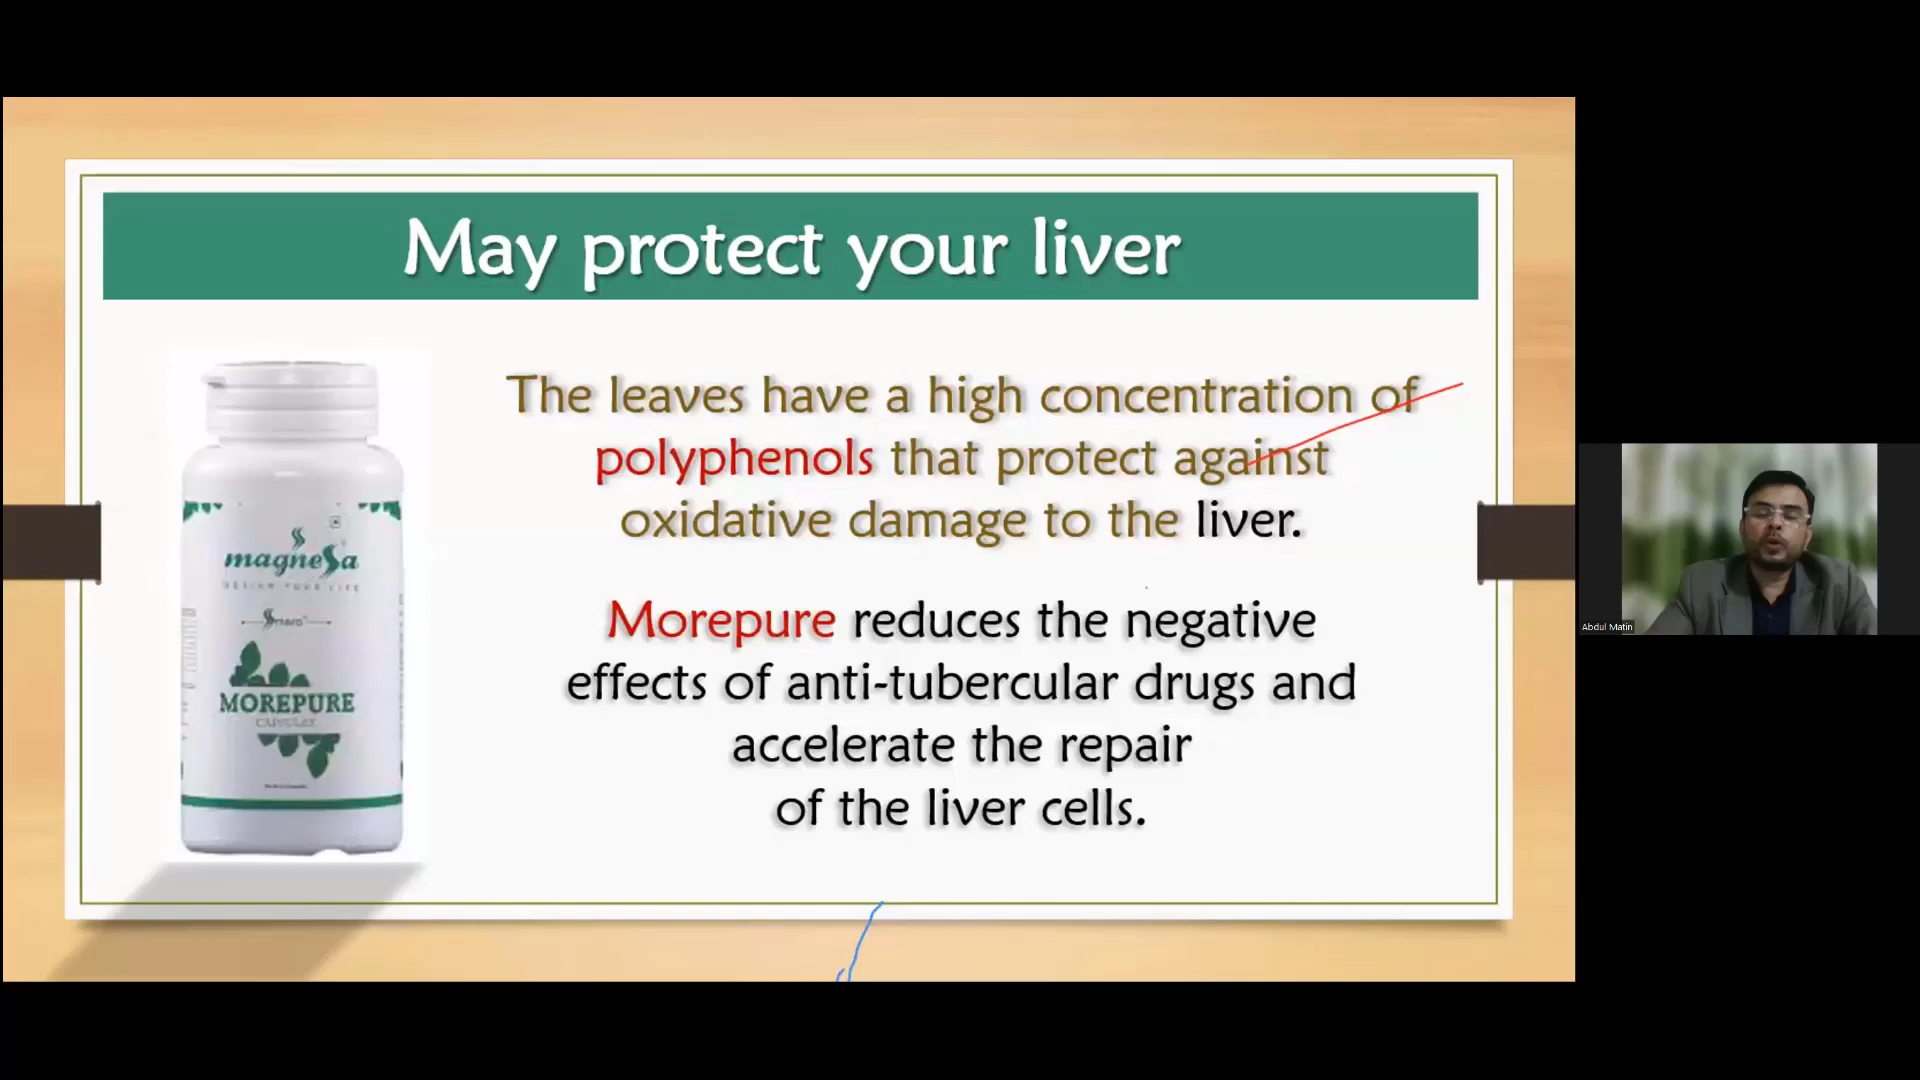 May protect your liver
The leaves have a high concentration of
polyphenols that protect against
oxidative damage to the liver.
Morepure reduces the negative
effects of anti-tubercular drugs and
accelerate the repair
of the liver cells.
magneSa
DESIGN YOUR LIFE
MOREPURE
CAPSULES
Abdul Matin